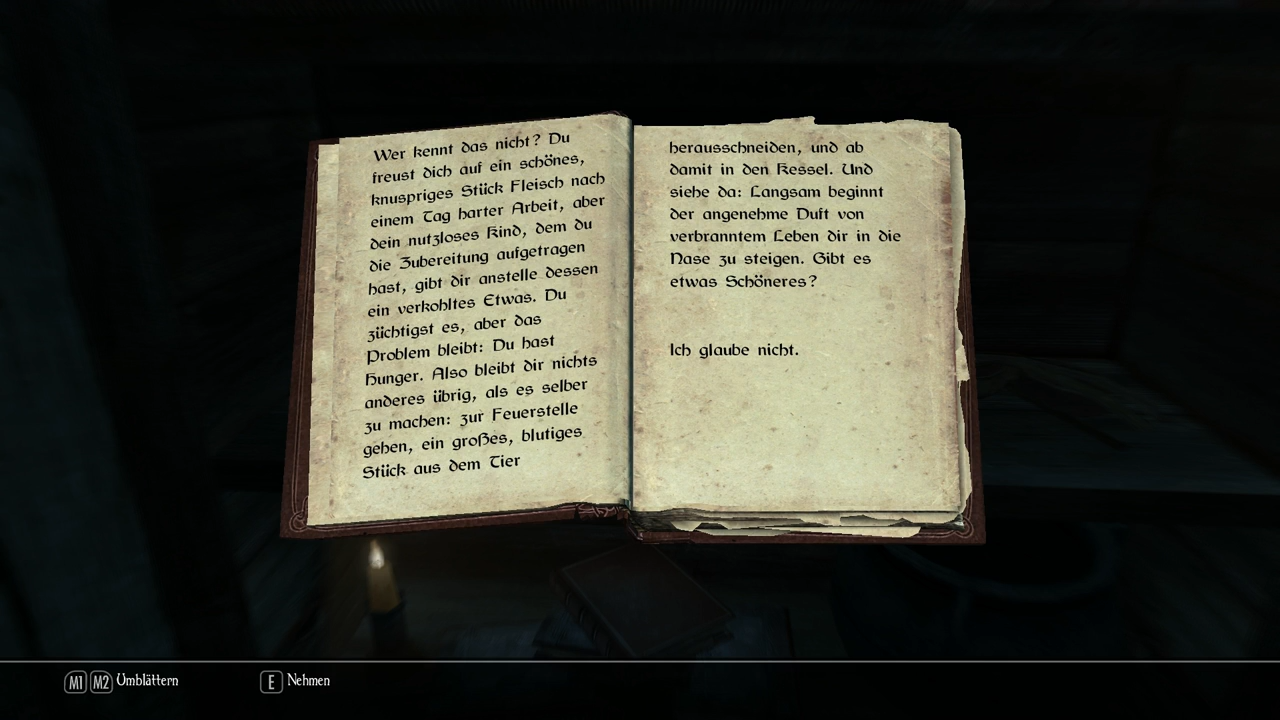 Wer kennt das nicht? Du
freust dich auf ein schönes,
knuspriges Stück Fleisch nach
einem Tag harter Arbeit, aber
dein nutzloses Kind, dem du
die Zubereitung aufgetragen
hast, gibt dir anstelle dessen
ein verkohltes Etwas. Du
züchtigst es, aber das
Problem bleibt: Du hast
Hunger. Also bleibt dir nichts
anderes übrig, als es selber
zu machen: zur Feuerstelle
gehen, ein großes, blutiges
Stück aus dem Tier
herausschneiden, und ab
damit in den Kessel. Und
siehe da: Langsam beginnt
der angenehme Duft von
verbranntem Leben dir in die
Nase zu steigen. Gibt es
etwas Schöneres?
Ich glaube nicht.
M1 M2 Umblättern
E Nehmen